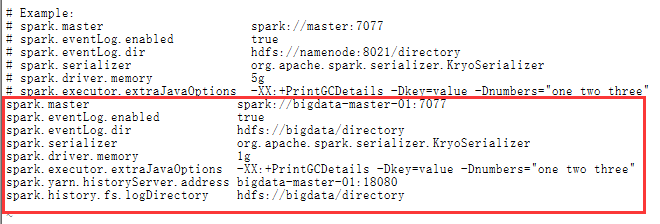 # Example:
# spark.master                     spark://master:7077
# spark.eventLog.enabled           true
# spark.eventLog.dir               hdfs://namenode:8021/directory
# spark.serializer                 org.apache.spark.serializer.KryoSerializer
# spark.driver.memory              5g
# spark.executor.extraJavaOptions  -XX:+PrintGCDetails -Dkey=value -Dnumbers="one two three"
spark.master                     spark://bigdata-master-01:7077
spark.eventLog.enabled           true
spark.eventLog.dir               hdfs://bigdata/directory
spark.serializer                 org.apache.spark.serializer.KryoSerializer
spark.driver.memory              1g
spark.executor.extraJavaOptions  -XX:+PrintGCDetails -Dkey=value -Dnumbers="one two three"
spark.yarn.historyServer.address bigdata-master-01:18080
spark.history.fs.logDirectory    hdfs://bigdata/directory
~